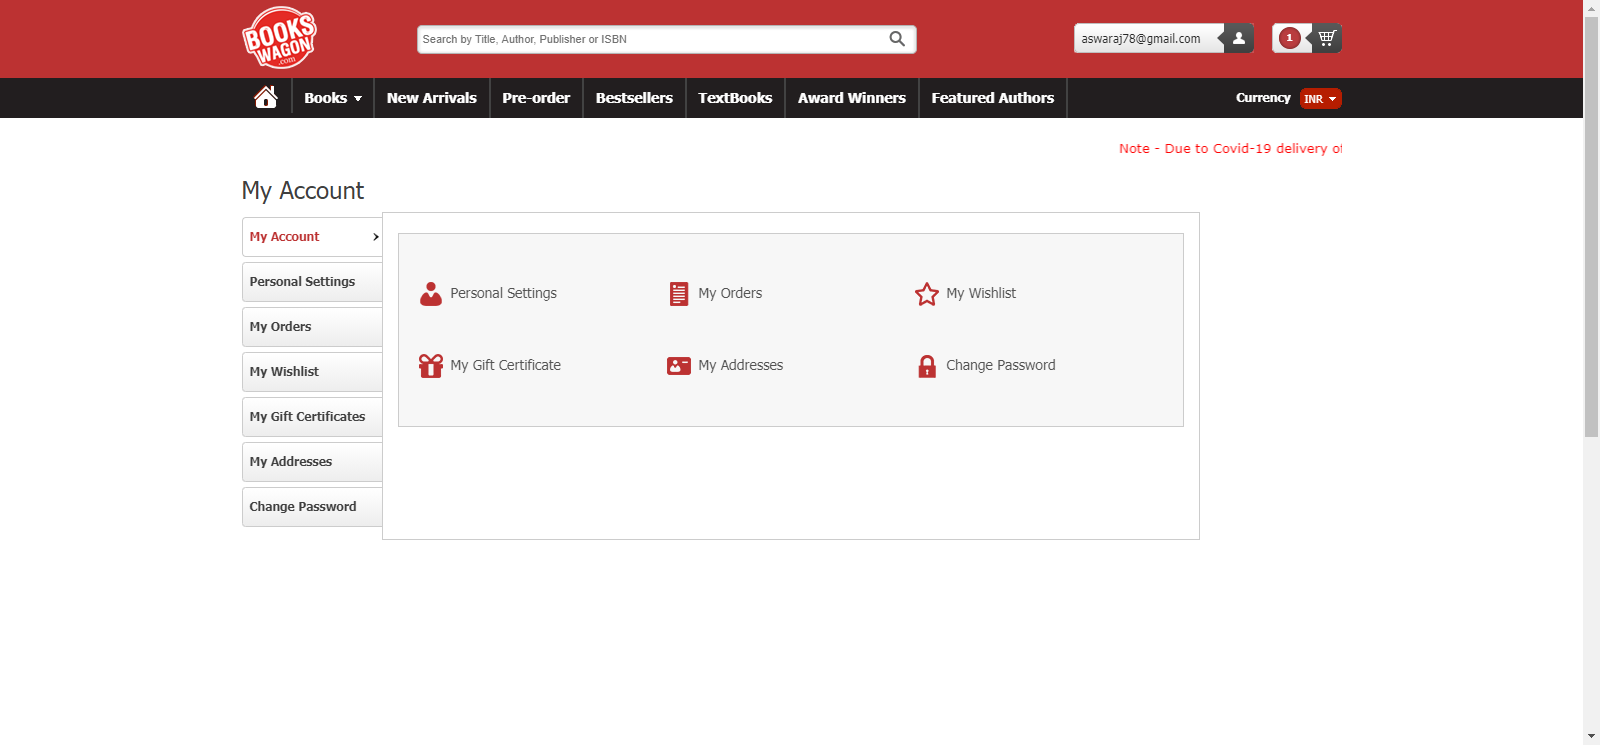 BOOKS
WAGON
.com
Search by Title, Author, Publisher or ISBN
aswaraj78@gmail.com
1
Books
New Arrivals
Pre-order
Bestsellers
TextBooks
Award Winners
Featured Authors
Currency
INR
Note - Due to Covid-19 delivery of
My Account
My Account
Personal Settings
My Orders
My Wishlist
My Gift Certificates
My Addresses
Change Password
Personal Settings
My Orders
My Wishlist
My Gift Certificate
My Addresses
Change Password